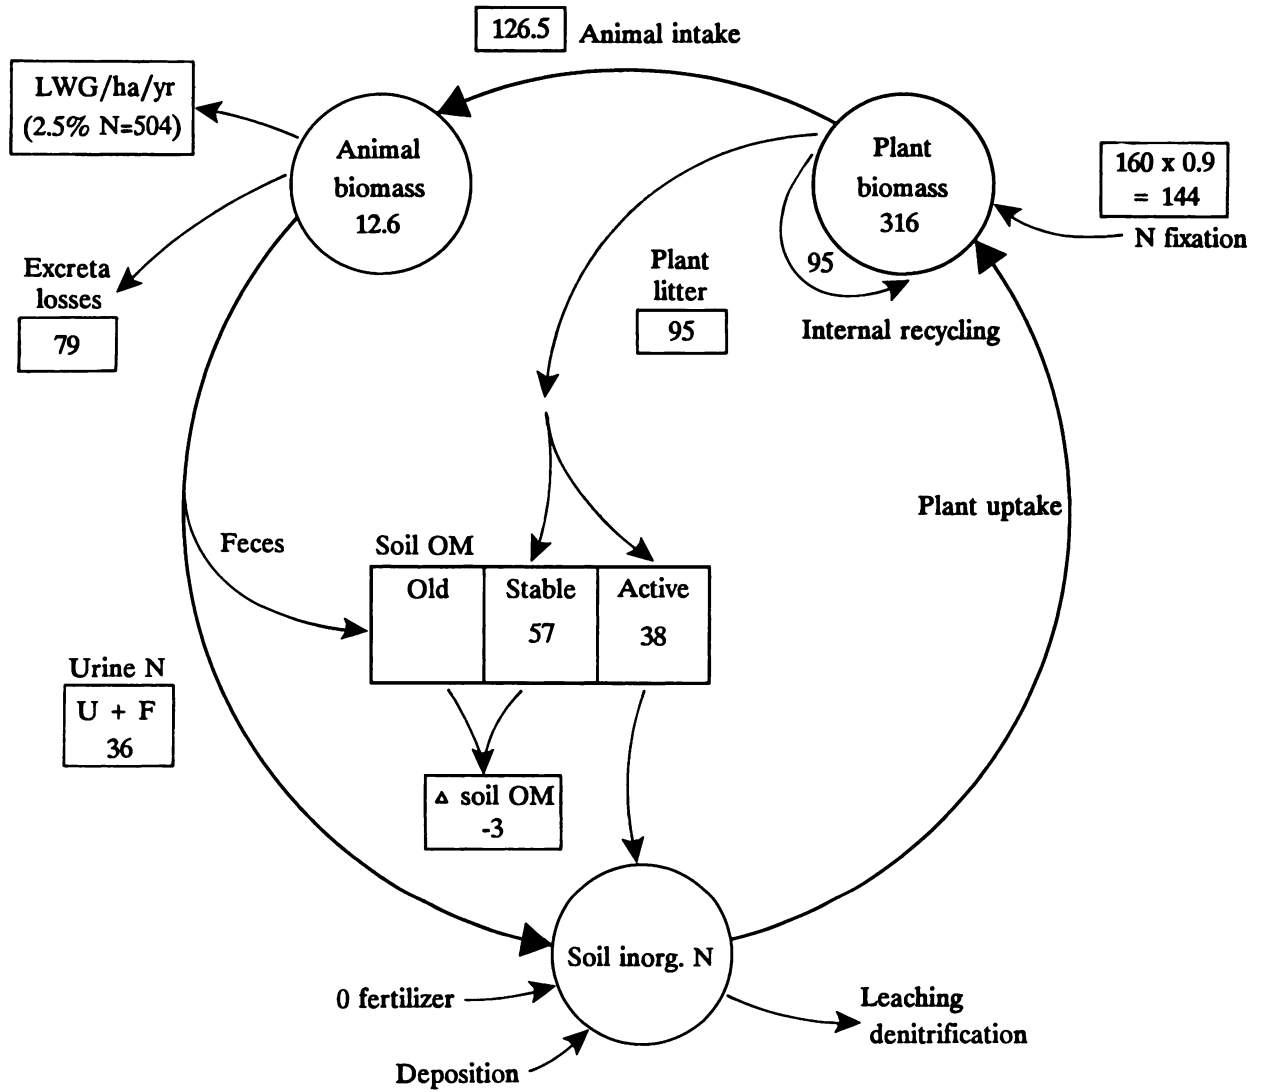 126.5
Animal intake
LWG/ha/yr
(2.5% N=504)
Animal
biomass
12.6
Plant
biomass
316
160 x 0.9
= 144
N fixation
Excreta
losses
79
Plant
litter
95
95
Internal recycling
Plant uptake
Feces
Soil OM
Old
Stable
57
Active
38
Urine N
U + F
36
Δ soil OM
-3
Soil inorg. N
0 fertilizer
Deposition
Leaching
denitrification